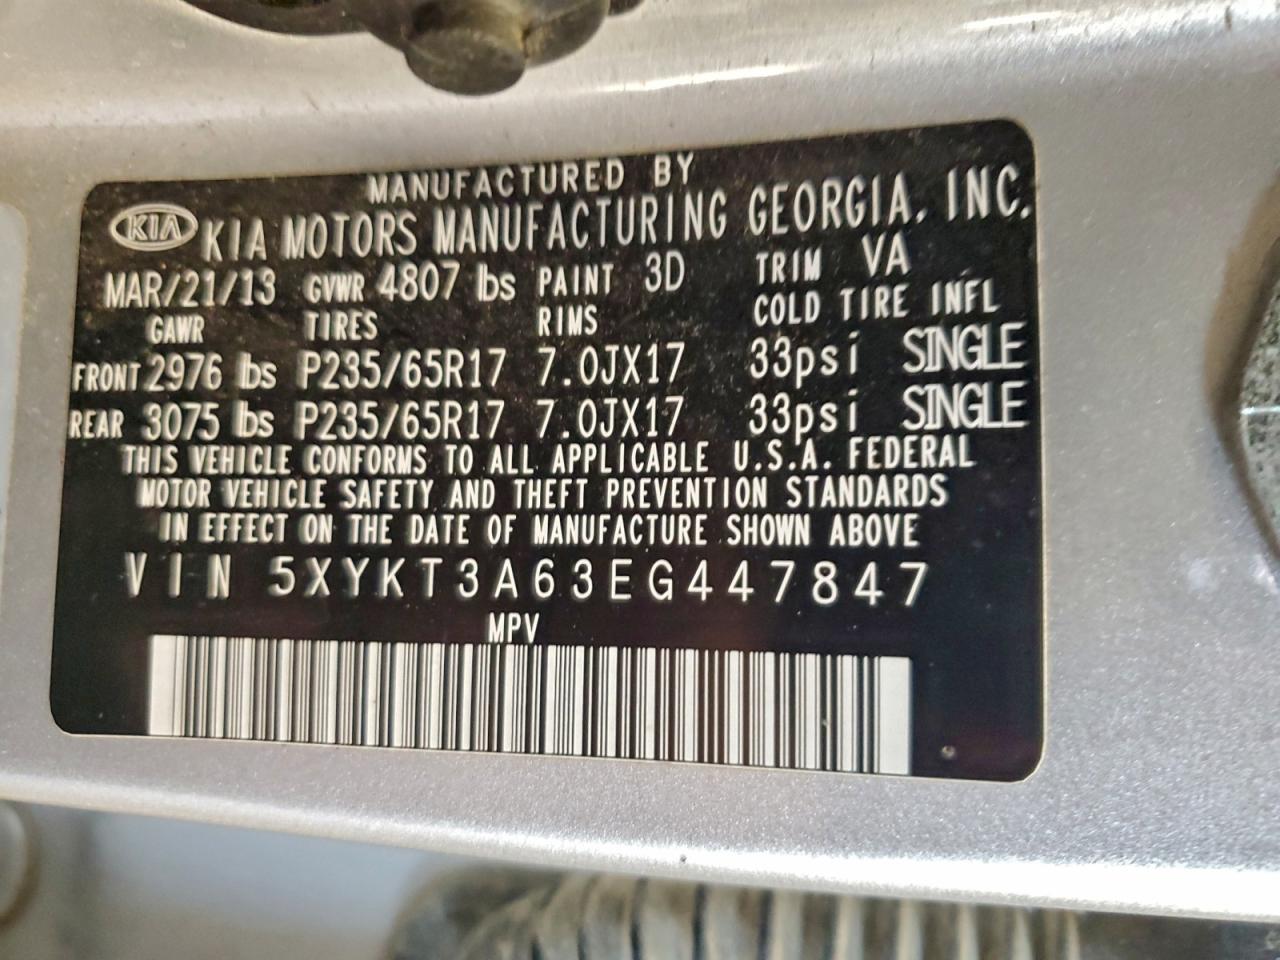 MANUFACTURED BY
KIA KIA MOTORS MANUFACTURING GEORGIA, INC.
MAR/21/13 GVWR 4807 lbs PAINT 3D TRIM VA
GAWR TIRES RIMS COLD TIRE INFL
FRONT 2976 lbs P235/65R17 7.0JX17 33psi SINGLE
REAR 3075 lbs P235/65R17 7.0JX17 33psi SINGLE
THIS VEHICLE CONFORMS TO ALL APPLICABLE U.S.A. FEDERAL
MOTOR VEHICLE SAFETY AND THEFT PREVENTION STANDARDS
IN EFFECT ON THE DATE OF MANUFACTURE SHOWN ABOVE
VIN 5XYKT3A63EG447847
MPV